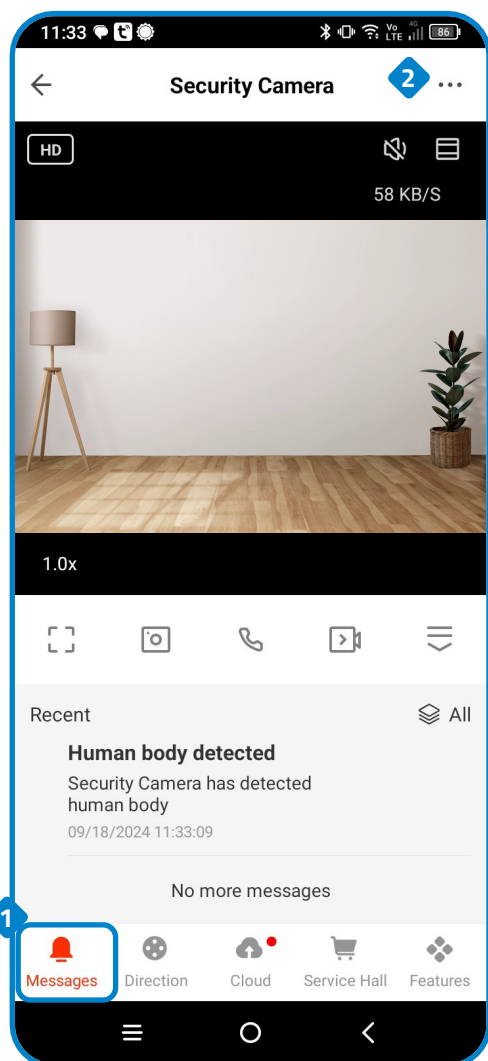 11:33 Vo LTE 4G 86
Security Camera 2
HD
58 KB/S
1.0x
Recent All
Human body detected
Security Camera has detected
human body
09/18/2024 11:33:09
No more messages
1
Messages Direction Cloud Service Hall Features